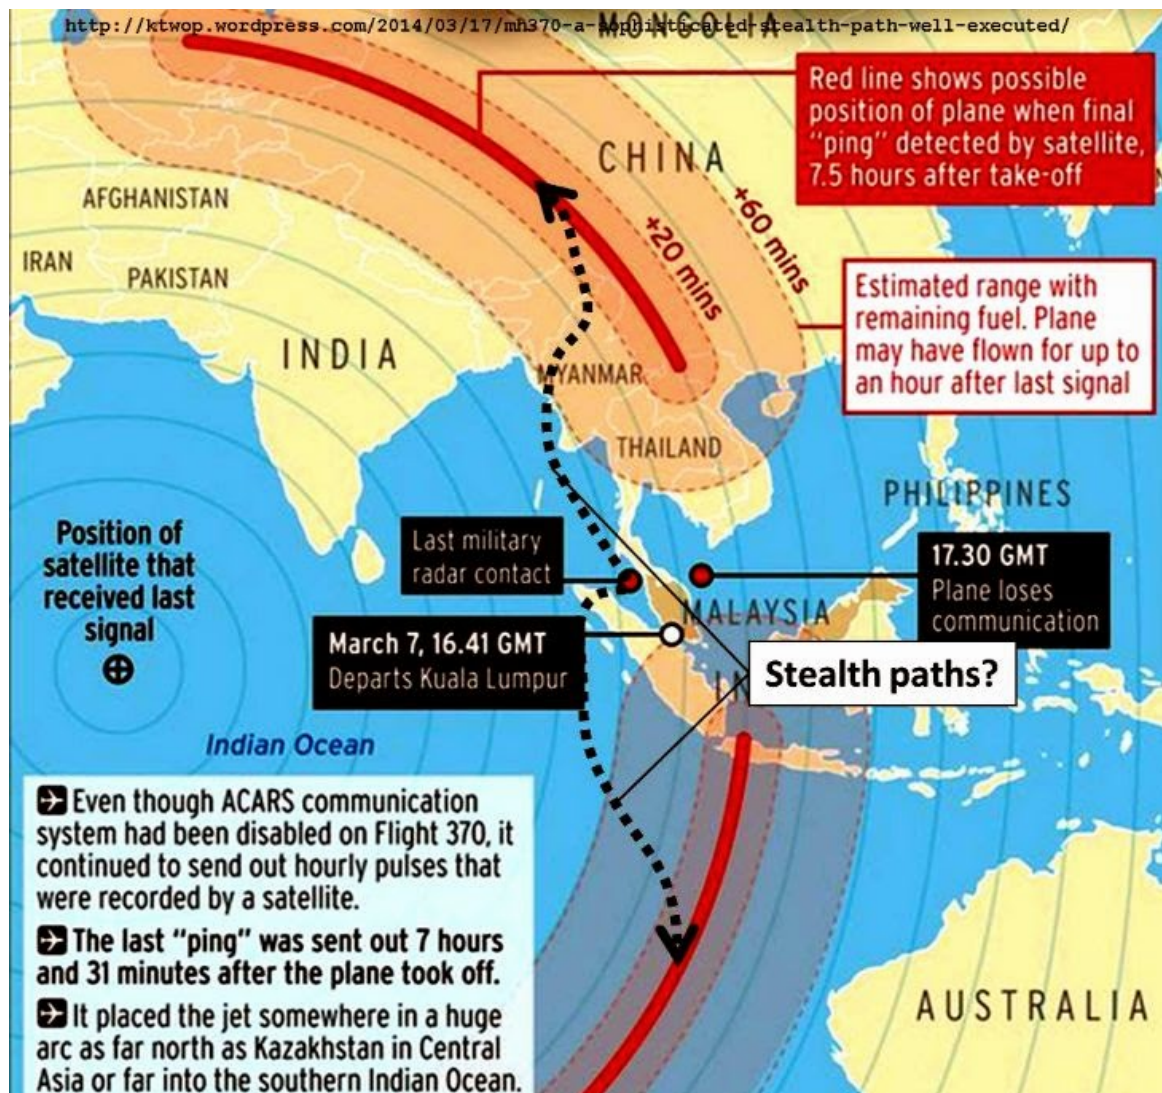 http://ktwop.wordpress.com/2014/03/17/mh370-a-sophisticated-stealth-path-well-executed/
MONGOLIA
Red line shows possible
position of plane when final
“ping” detected by satellite,
7.5 hours after take-off
CHINA
AFGHANISTAN
+60 mins
+20 mins
IRAN
PAKISTAN
Estimated range with
remaining fuel. Plane
may have flown for up to
an hour after last signal
INDIA
MYANMAR
THAILAND
PHILIPPINES
Position of
satellite that
received last
signal
Last military
radar contact
17.30 GMT
Plane loses
communication
MALAYSIA
March 7, 16.41 GMT
Departs Kuala Lumpur
Stealth paths?
IN
Indian Ocean
Even though ACARS communication
system had been disabled on Flight 370, it
continued to send out hourly pulses that
were recorded by a satellite.
The last “ping” was sent out 7 hours
and 31 minutes after the plane took off.
It placed the jet somewhere in a huge
arc as far north as Kazakhstan in Central
Asia or far into the southern Indian Ocean.
AUSTRALIA